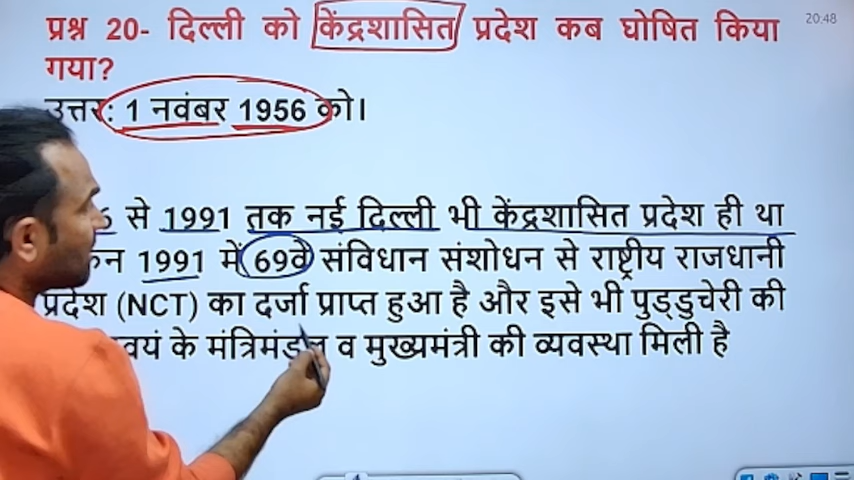 20:48
प्रश्न 20- दिल्ली को केंद्रशासित प्रदेश कब घोषित किया
गया?
उत्तर: 1 नवंबर 1956 को।
से 1991 तक नई दिल्ली भी केंद्रशासित प्रदेश ही था
1991 में 69वें संविधान संशोधन से राष्ट्रीय राजधानी
प्रदेश (NCT) का दर्जा प्राप्त हुआ है और इसे भी पुड्डुचेरी की
के मंत्रिमंडल व मुख्यमंत्री की व्यवस्था मिली है